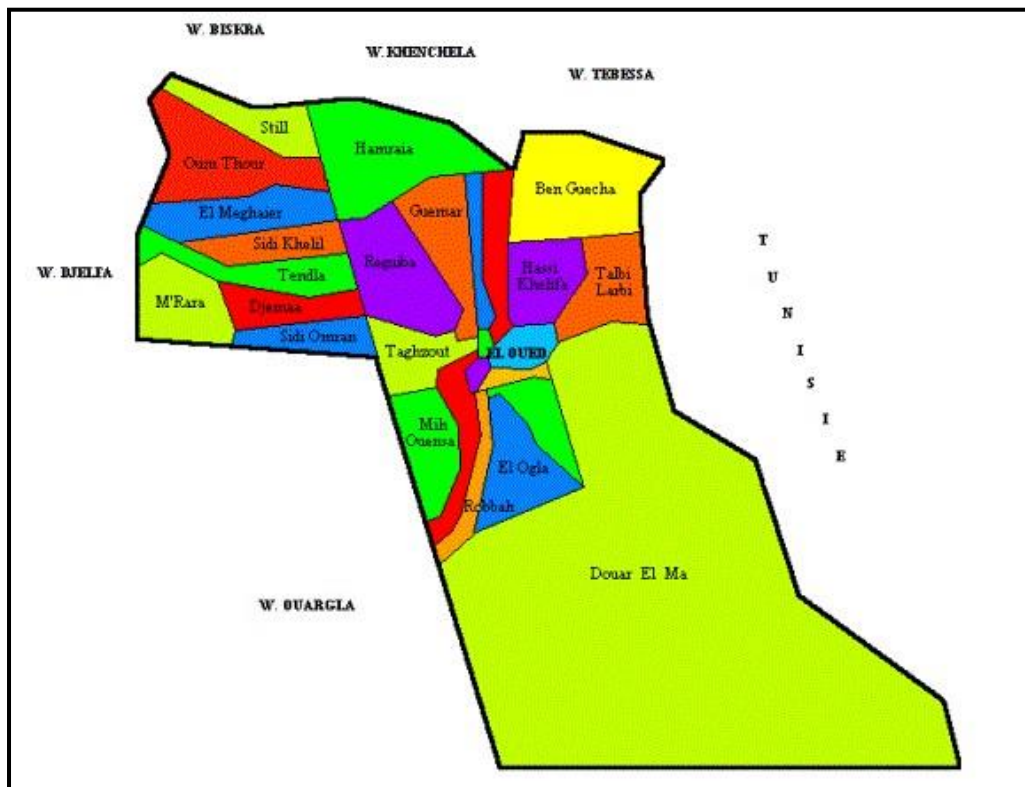 W. BISKRA
W. KHENCHELA
W. TEBESSA
Still
Hamraia
Oum Thour
Ben Guecha
El Meghaier
Guemar
Sidi Khelil
Reguiba
Hassi
Khelifa
Talbi
Larbi
W. DJELFA
Tendla
M'Rara
Djemaa
Sidi Omran
Taghzout
EL OUED
TUNISIE
Mih
Ouensa
El Ogla
Robbah
Douar El Ma
W. OUARGLA